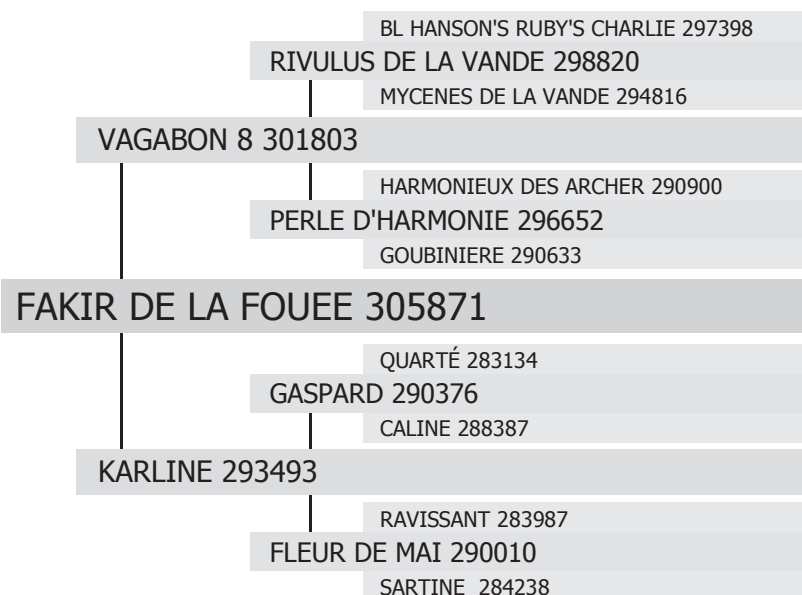 BL HANSON'S RUBY'S CHARLIE 297398
RIVULUS DE LA VANDE 298820
MYCENES DE LA VANDE 294816
VAGABON 8 301803
HARMONIEUX DES ARCHER 290900
PERLE D'HARMONIE 296652
GOUBINIERE 290633
FAKIR DE LA FOUEE 305871
QUARTÉ 283134
GASPARD 290376
CALINE 288387
KARLINE 293493
RAVISSANT 283987
FLEUR DE MAI 290010
SARTINE 284238